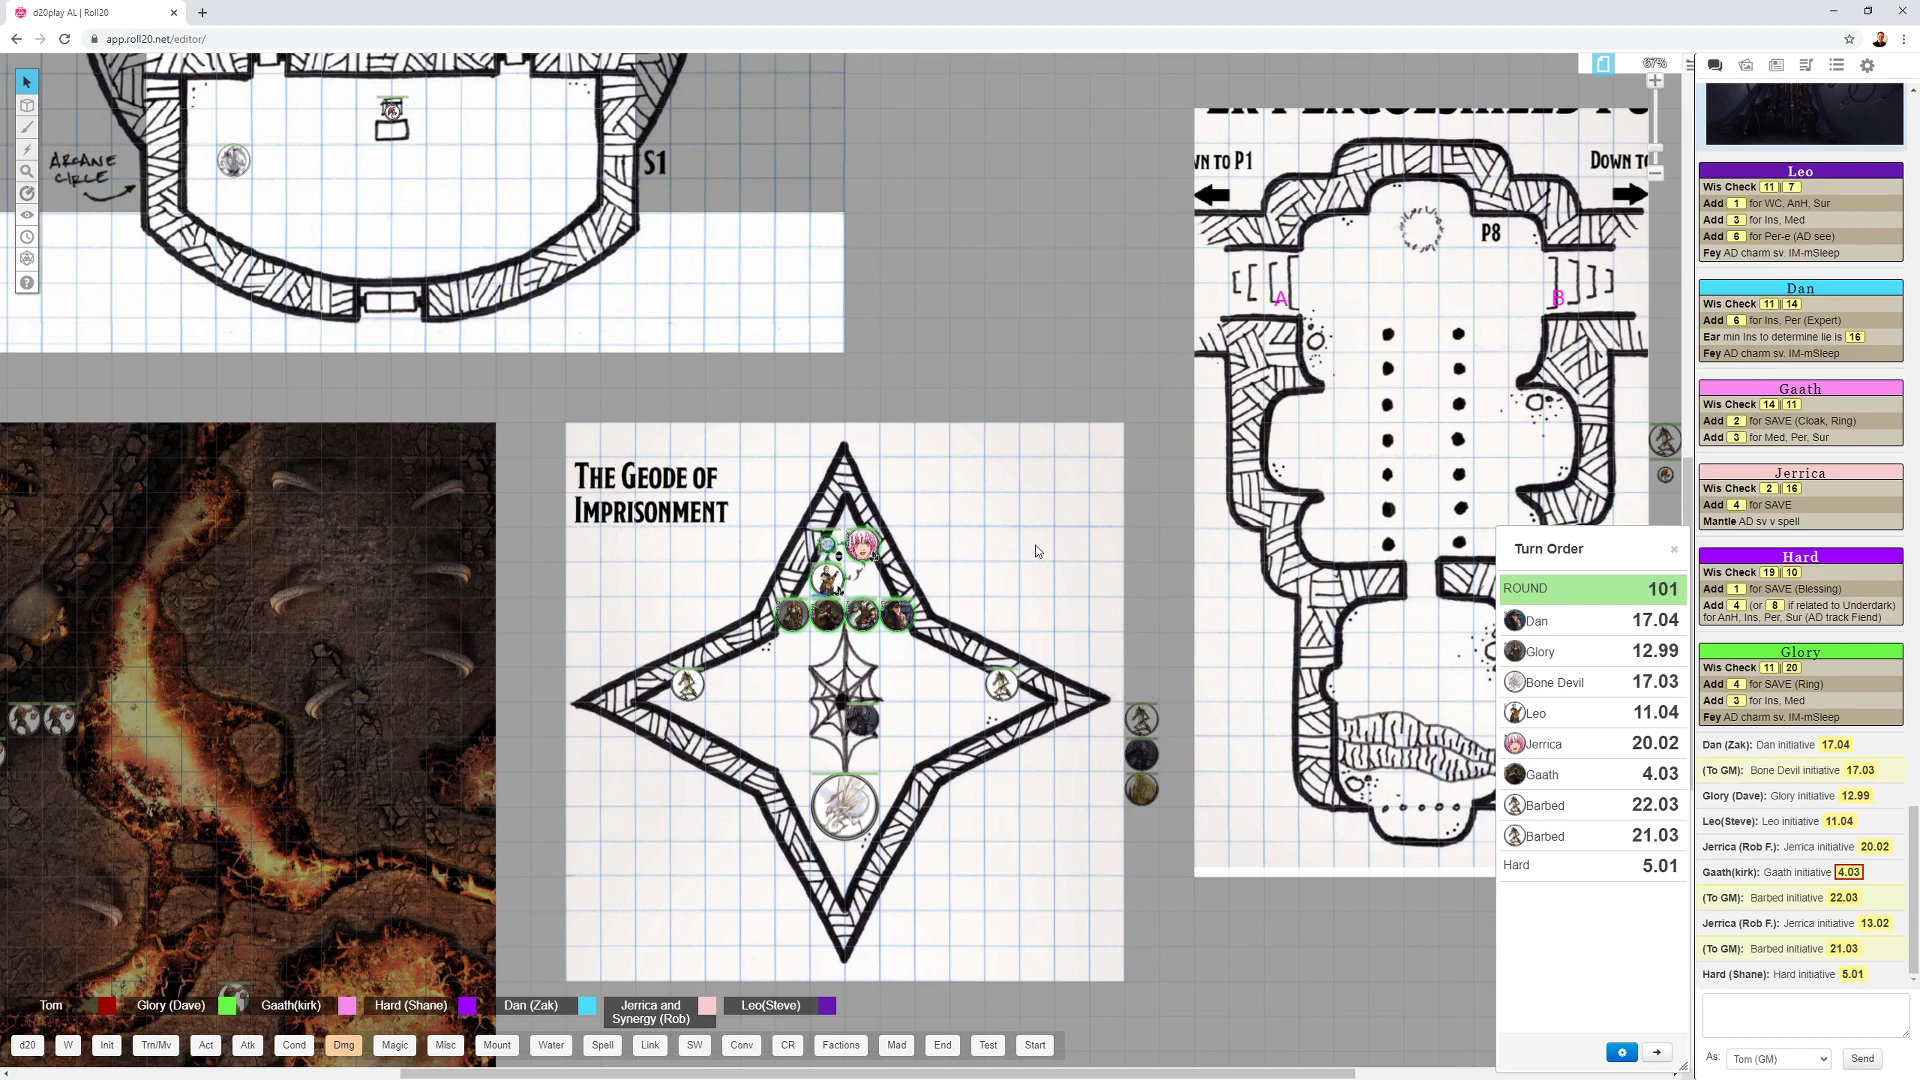 d20play AL | Roll20
app.roll20.net/editor/
67%
ARCANE
CIRCLE
S1
THE GEODE OF
IMPRISONMENT
WN TO P1
DOWN TO
P8
A
B
Turn Order
ROUND 101
Dan 17.04
Glory 12.99
Bone Devil 17.03
Leo 11.04
Jerrica 20.02
Gaath 4.03
Barbed 22.03
Barbed 21.03
Hard 5.01
Leo
Wis Check 11 | 7
Add 1 for WC, AnH, Sur
Add 3 for Ins, Med
Add 6 for Per-e (AD see)
Fey AD charm sv. IM-mSleep
Dan
Wis Check 11 | 14
Add 6 for Ins, Per (Expert)
Ear min Ins to determine lie is 16
Fey AD charm sv. IM-mSleep
Gaath
Wis Check 14 | 11
Add 2 for SAVE (Cloak, Ring)
Add 3 for Med, Per, Sur
Jerrica
Wis Check 2 | 16
Add 4 for SAVE
Mantle AD sv v spell
Hard
Wis Check 19 | 10
Add 1 for SAVE (Blessing)
Add 4 (or 8 if related to Underdark)
for AnH, Ins, Per, Sur (AD track Fiend)
Glory
Wis Check 11 | 20
Add 4 for SAVE (Ring)
Add 3 for Ins, Med
Fey AD charm sv. IM-mSleep
Dan (Zak): Dan initiative 17.04
(To GM): Bone Devil initiative 17.03
Glory (Dave): Glory initiative 12.99
Leo(Steve): Leo initiative 11.04
Jerrica (Rob F.): Jerrica initiative 20.02
Gaath(kirk): Gaath initiative 4.03
(To GM): Barbed initiative 22.03
Jerrica (Rob F.): Jerrica initiative 13.02
(To GM): Barbed initiative 21.03
Hard (Shane): Hard initiative 5.01
As: Tom (GM) Send
Tom
Glory (Dave)
Gaath(kirk)
Hard (Shane)
Dan (Zak)
Jerrica and
Synergy (Rob)
Leo(Steve)
d20 W Init Trn/Mv Act Atk Cond Dmg Magic Misc Mount Water Spell Link SW Conv CR Factions Mad End Test Start